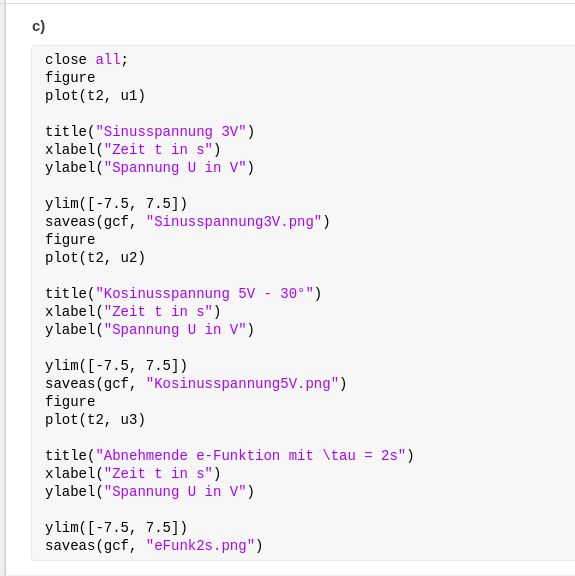 c)
close all;
figure
plot(t2, u1)
title("Sinusspannung 3V")
xlabel("Zeit t in s")
ylabel("Spannung U in V")
ylim([-7.5, 7.5])
saveas(gcf, "Sinusspannung3V.png")
figure
plot(t2, u2)
title("Kosinusspannung 5V - 30°")
xlabel("Zeit t in s")
ylabel("Spannung U in V")
ylim([-7.5, 7.5])
saveas(gcf, "Kosinusspannung5V.png")
figure
plot(t2, u3)
title("Abnehmende e-Funktion mit \tau = 2s")
xlabel("Zeit t in s")
ylabel("Spannung U in V")
ylim([-7.5, 7.5])
saveas(gcf, "eFunk2s.png")